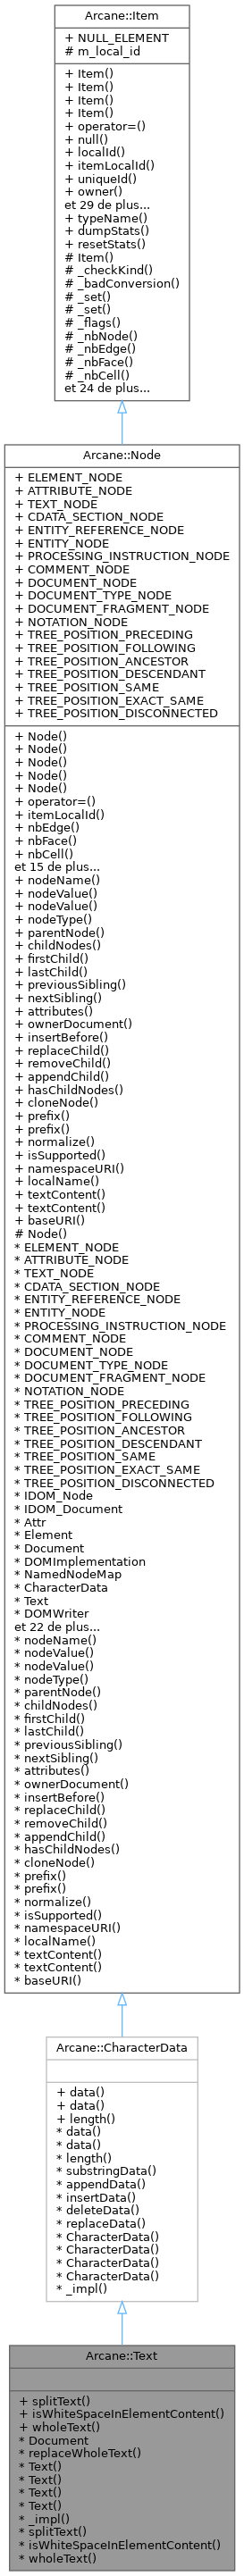 Arcane::Item
+ NULL_ELEMENT
# m_local_id
+ Item()
+ Item()
+ Item()
+ Item()
+ operator=()
+ null()
+ localId()
+ itemLocalId()
+ uniqueId()
+ owner()
et 29 de plus...
+ typeName()
+ dumpStats()
+ resetStats()
# Item()
# _checkKind()
# _badConversion()
# _set()
# _set()
# _flags()
# _nbNode()
# _nbEdge()
# _nbFace()
# _nbCell()
et 24 de plus...
Arcane::Node
+ ELEMENT_NODE
+ ATTRIBUTE_NODE
+ TEXT_NODE
+ CDATA_SECTION_NODE
+ ENTITY_REFERENCE_NODE
+ ENTITY_NODE
+ PROCESSING_INSTRUCTION_NODE
+ COMMENT_NODE
+ DOCUMENT_NODE
+ DOCUMENT_TYPE_NODE
+ DOCUMENT_FRAGMENT_NODE
+ NOTATION_NODE
+ TREE_POSITION_PRECEDING
+ TREE_POSITION_FOLLOWING
+ TREE_POSITION_ANCESTOR
+ TREE_POSITION_DESCENDANT
+ TREE_POSITION_SAME
+ TREE_POSITION_EXACT_SAME
+ TREE_POSITION_DISCONNECTED
+ Node()
+ Node()
+ Node()
+ Node()
+ Node()
+ operator=()
+ itemLocalId()
+ nbEdge()
+ nbFace()
+ nbCell()
et 15 de plus...
+ nodeName()
+ nodeValue()
+ nodeValue()
+ nodeType()
+ parentNode()
+ childNodes()
+ firstChild()
+ lastChild()
+ previousSibling()
+ nextSibling()
+ attributes()
+ ownerDocument()
+ insertBefore()
+ replaceChild()
+ removeChild()
+ appendChild()
+ hasChildNodes()
+ cloneNode()
+ prefix()
+ prefix()
+ normalize()
+ isSupported()
+ namespaceURI()
+ localName()
+ textContent()
+ textContent()
+ baseURI()
# Node()
* ELEMENT_NODE
* ATTRIBUTE_NODE
* TEXT_NODE
* CDATA_SECTION_NODE
* ENTITY_REFERENCE_NODE
* ENTITY_NODE
* PROCESSING_INSTRUCTION_NODE
* COMMENT_NODE
* DOCUMENT_NODE
* DOCUMENT_TYPE_NODE
* DOCUMENT_FRAGMENT_NODE
* NOTATION_NODE
* TREE_POSITION_PRECEDING
* TREE_POSITION_FOLLOWING
* TREE_POSITION_ANCESTOR
* TREE_POSITION_DESCENDANT
* TREE_POSITION_SAME
* TREE_POSITION_EXACT_SAME
* TREE_POSITION_DISCONNECTED
* IDOM_Node
* IDOM_Document
* Attr
* Element
* Document
* DOMImplementation
* NamedNodeMap
* CharacterData
* Text
* DOMWriter
et 22 de plus...
* nodeName()
* nodeValue()
* nodeValue()
* nodeType()
* parentNode()
* childNodes()
* firstChild()
* lastChild()
* previousSibling()
* nextSibling()
* attributes()
* ownerDocument()
* insertBefore()
* replaceChild()
* removeChild()
* appendChild()
* hasChildNodes()
* cloneNode()
* prefix()
* prefix()
* normalize()
* isSupported()
* namespaceURI()
* localName()
* textContent()
* textContent()
* baseURI()
Arcane::CharacterData
+ data()
+ data()
+ length()
* data()
* data()
* length()
* substringData()
* appendData()
* insertData()
* deleteData()
* replaceData()
* CharacterData()
* CharacterData()
* CharacterData()
* CharacterData()
* _impl()
Arcane::Text
+ splitText()
+ isWhiteSpaceInElementContent()
+ wholeText()
* Document
* replaceWholeText()
* Text()
* Text()
* Text()
* Text()
* _impl()
* splitText()
* isWhiteSpaceInElementContent()
* wholeText()